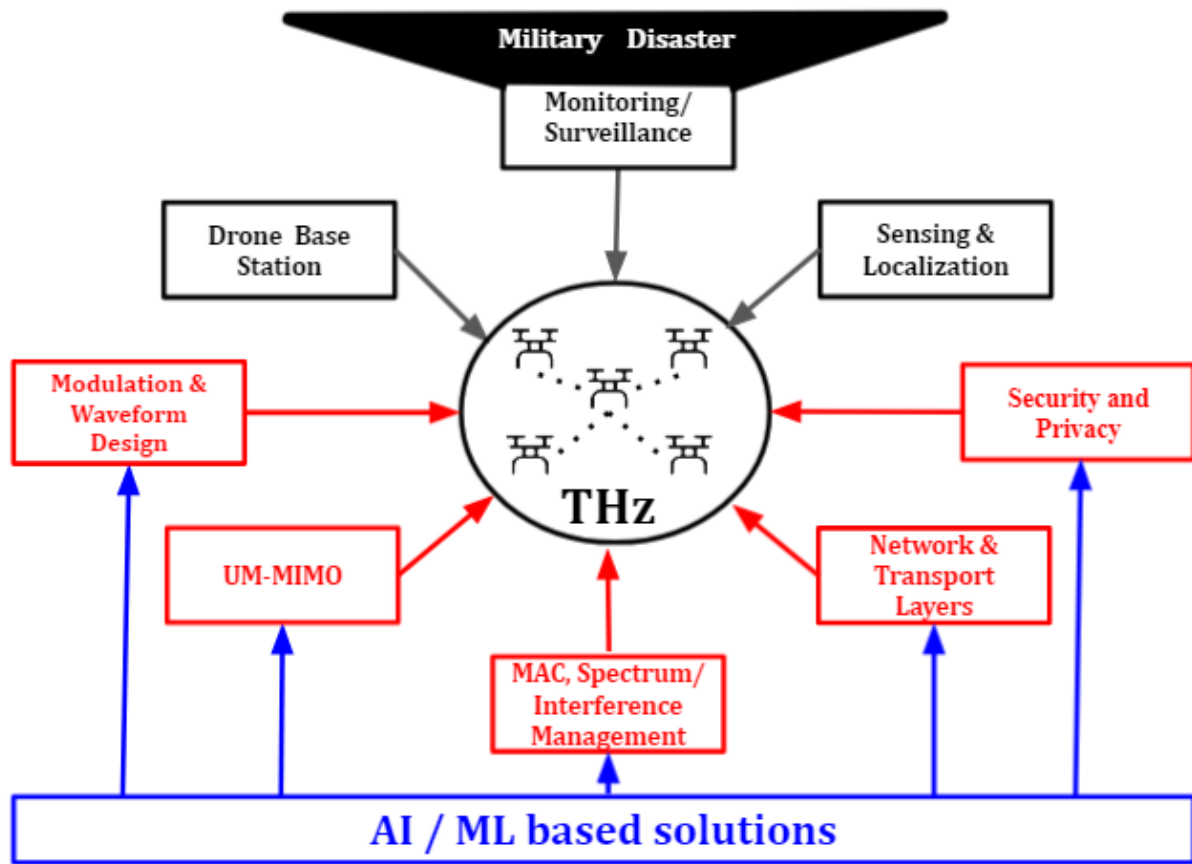 Military Disaster
Monitoring/
Surveillance
Drone Base
Station
Sensing &
Localization
Modulation &
Waveform
Design
Security and
Privacy
THz
UM-MIMO
Network &
Transport
Layers
MAC, Spectrum/
Interference
Management
AI / ML based solutions